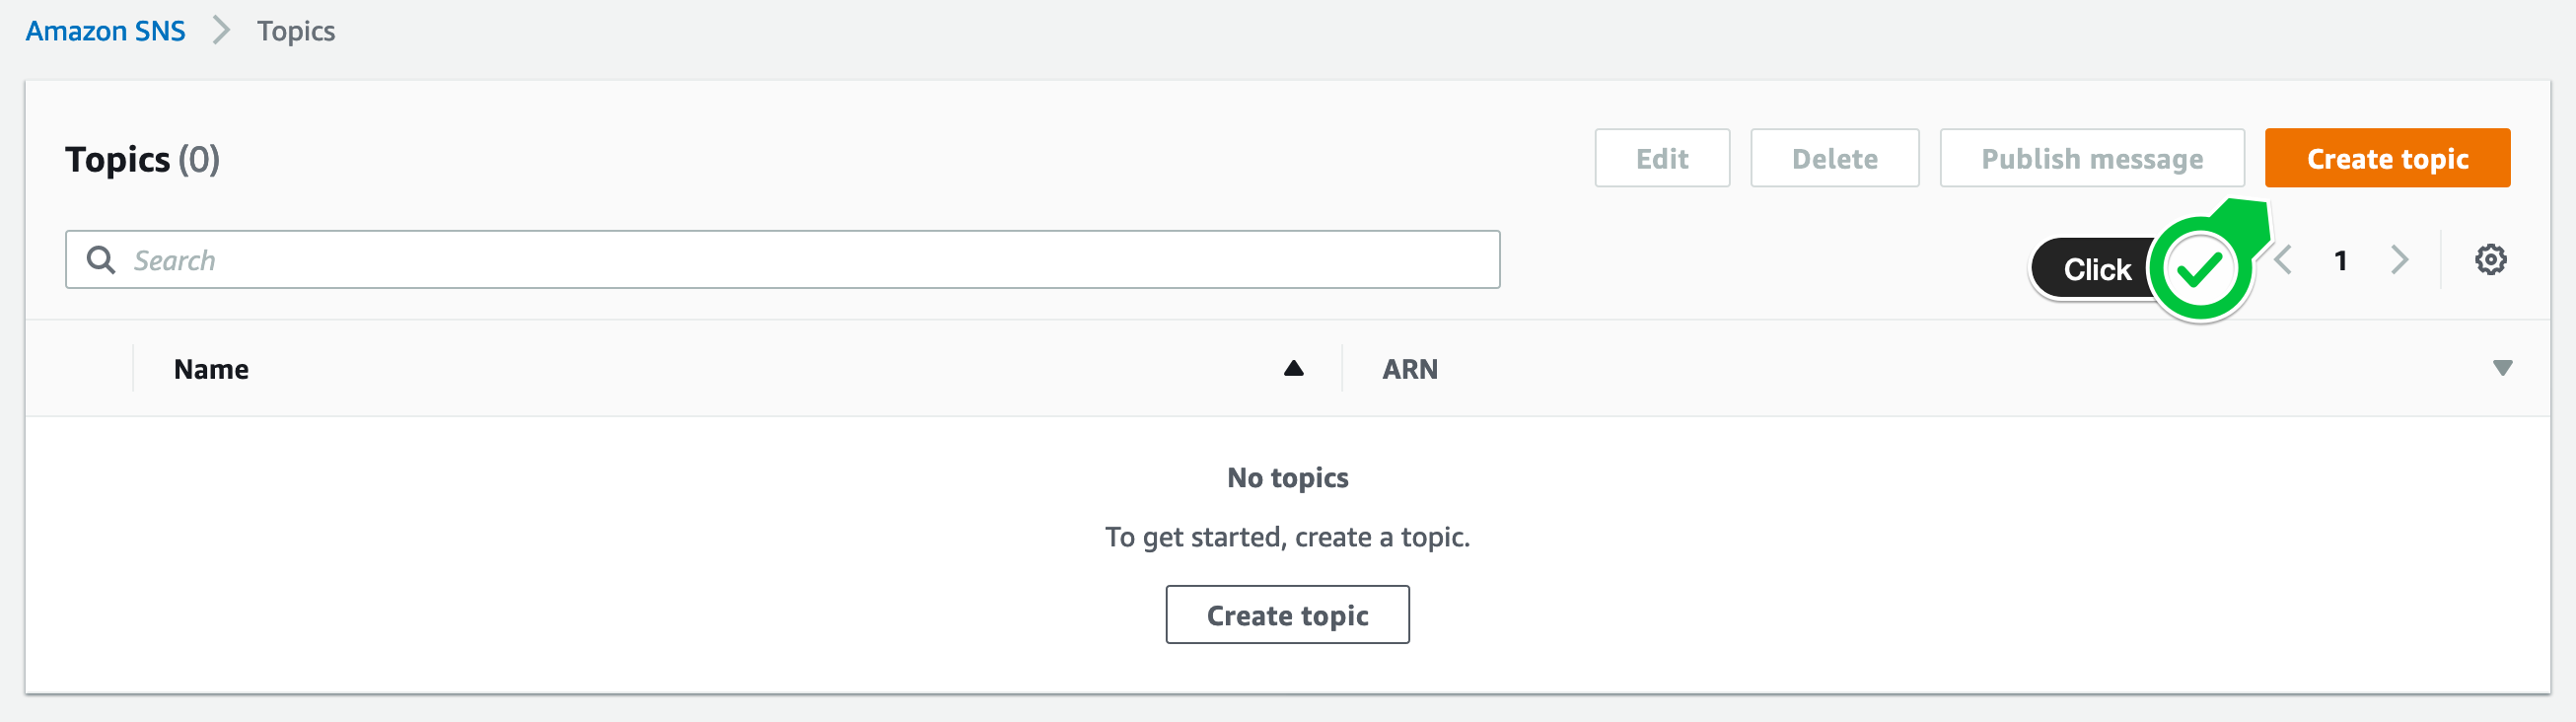 Amazon SNS Topics
Topics (0)
Edit Delete Publish message Create topic
Search
Click 1
Name ARN
No topics
To get started, create a topic.
Create topic